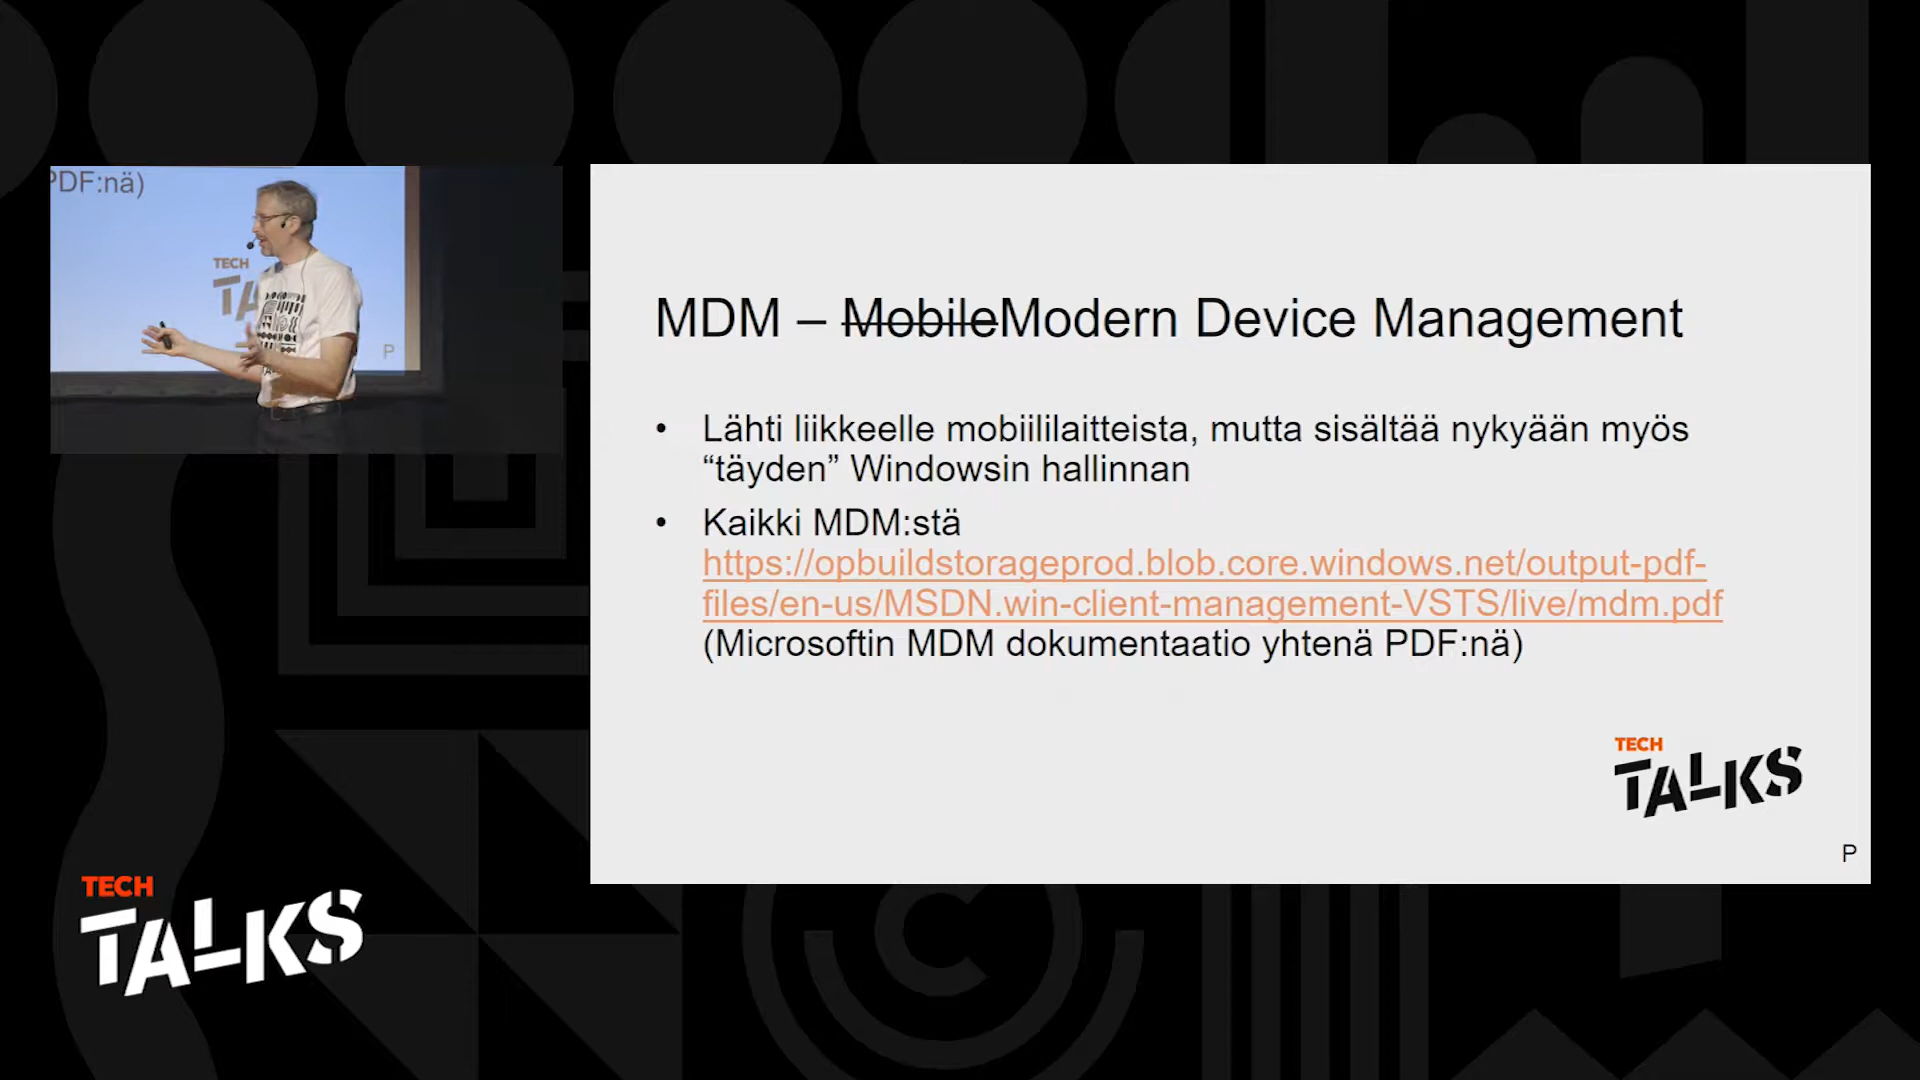 PDF:nä)
TECH
TA
P
MDM – MobileModern Device Management
• Lähti liikkeelle mobiililaitteista, mutta sisältää nykyään myös
“täyden” Windowsin hallinnan
• Kaikki MDM:stä
https://opbuildstorageprod.blob.core.windows.net/output-pdf-
files/en-us/MSDN.win-client-management-VSTS/live/mdm.pdf
(Microsoftin MDM dokumentaatio yhtenä PDF:nä)
TECH
TALKS
P
TECH
TALKS